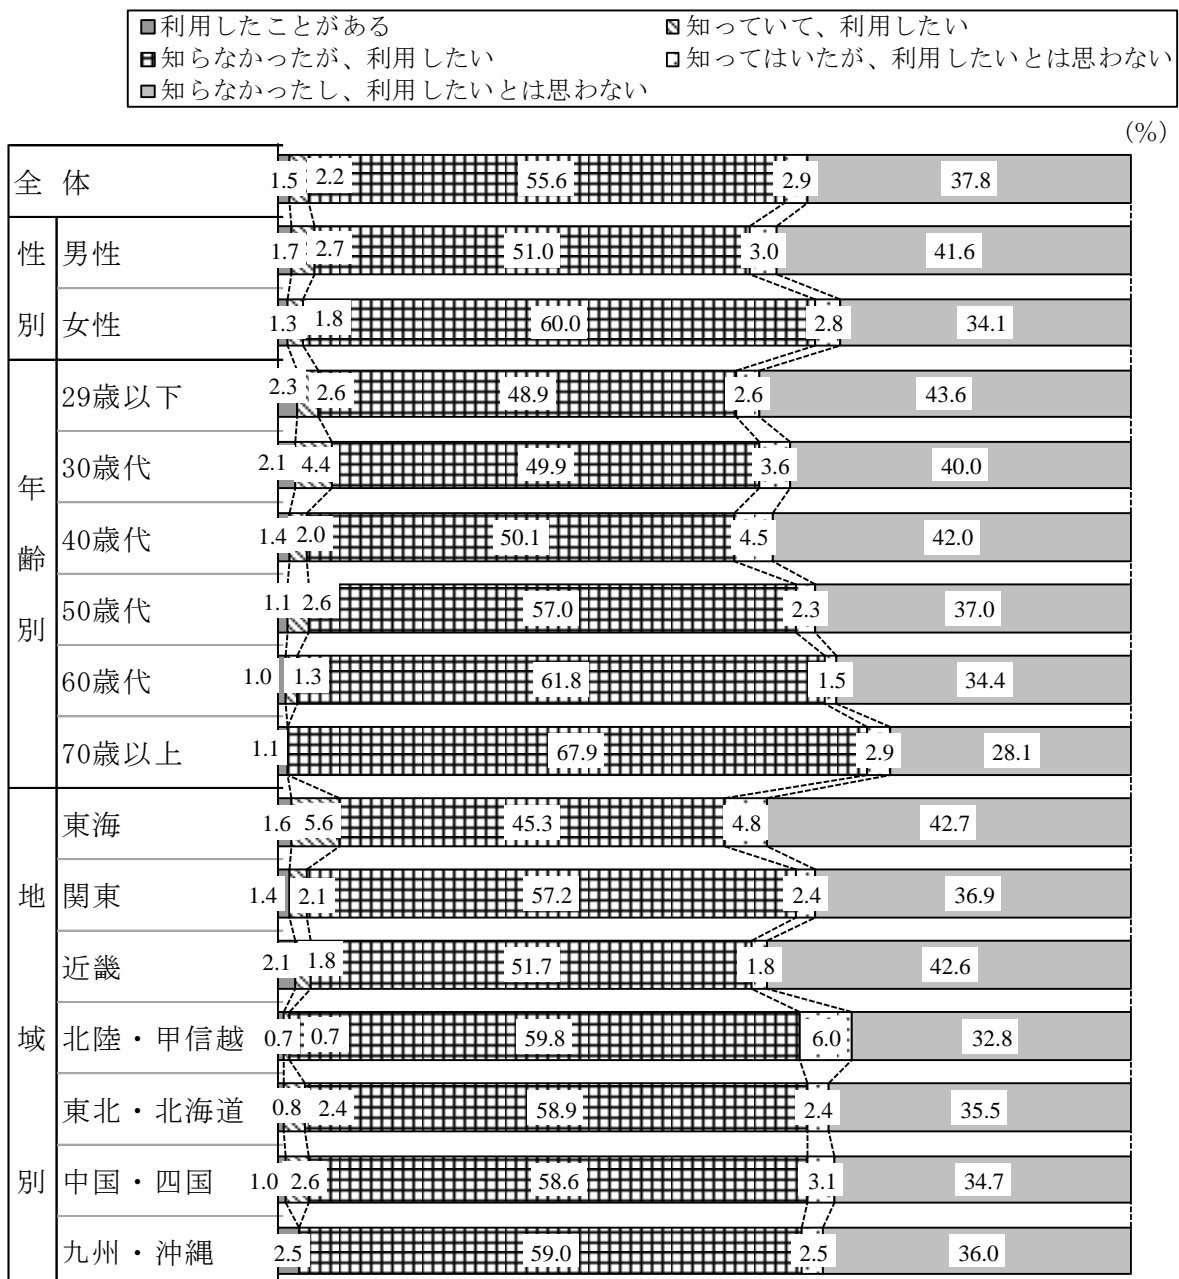 利用したことがある 知っていて、利用したい
知らなかったが、利用したい 知ってはいたが、利用したいとは思わない
知らなかったし、利用したいとは思わない
(%)
全 体 1.5 2.2 55.6 2.9 37.8
性別
男性 1.7 2.7 51.0 3.0 41.6
女性 1.3 1.8 60.0 2.8 34.1
年齢別
29歳以下 2.3 2.6 48.9 2.6 43.6
30歳代 2.1 4.4 49.9 3.6 40.0
40歳代 1.4 2.0 50.1 4.5 42.0
50歳代 1.1 2.6 57.0 2.3 37.0
60歳代 1.0 1.3 61.8 1.5 34.4
70歳以上 1.1 67.9 2.9 28.1
地域別
東海 1.6 5.6 45.3 4.8 42.7
関東 1.4 2.1 57.2 2.4 36.9
近畿 2.1 1.8 51.7 1.8 42.6
北陸・甲信越 0.7 0.7 59.8 6.0 32.8
東北・北海道 0.8 2.4 58.9 2.4 35.5
中国・四国 1.0 2.6 58.6 3.1 34.7
九州・沖縄 2.5 59.0 2.5 36.0